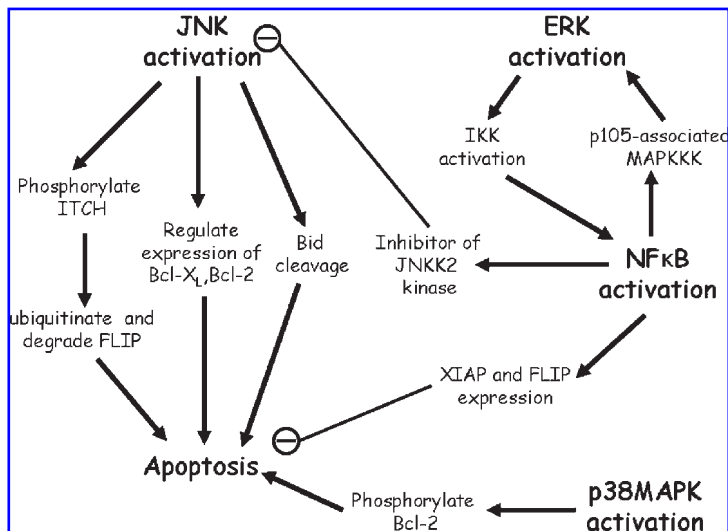 JNK
activation
ERK
activation
IKK
activation
p105-associated
MAPKKK
Phosphorylate
ITCH
Regulate
expression of
Bcl-XL,Bcl-2
Bid
cleavage
Inhibitor of
JNKK2
kinase
NFκB
activation
ubiquitinate and
degrade FLIP
XIAP and FLIP
expression
Apoptosis
Phosphorylate
Bcl-2
p38MAPK
activation